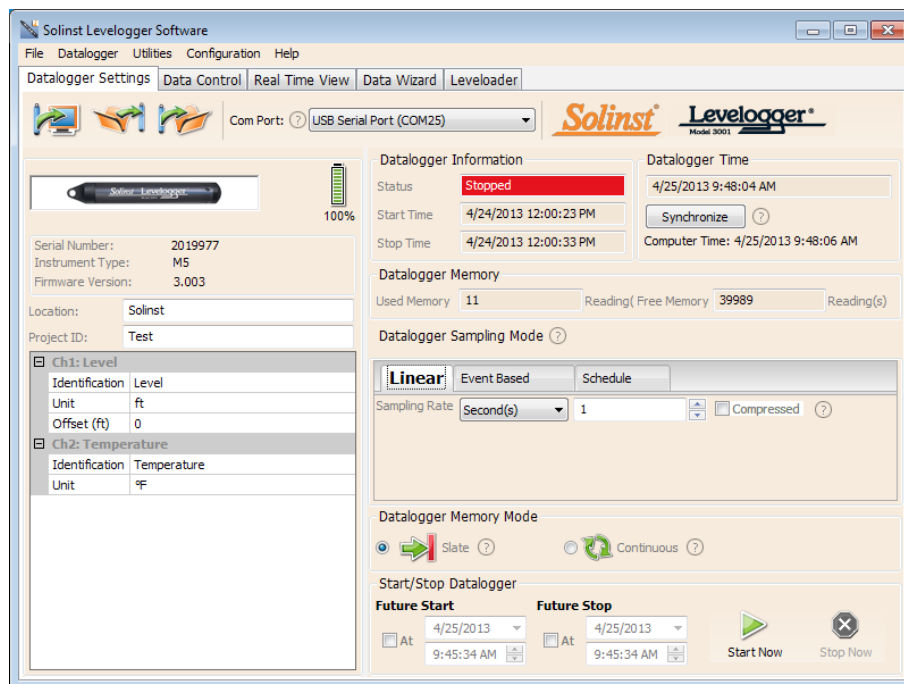 Solinst Levelogger Software
File Datalogger Utilities Configuration Help
Datalogger Settings Data Control Real Time View Data Wizard Leveloader
Com Port: ? USB Serial Port (COM25) Solinst® Levelogger®
Model 3001
Solinst Levelogger
100%
Serial Number: 2019977
Instrument Type: M5
Firmware Version: 3.003
Location: Solinst
Project ID: Test
Ch1: Level
Identification Level
Unit ft
Offset (ft) 0
Ch2: Temperature
Identification Temperature
Unit °F
Datalogger Information
Status Stopped
Start Time 4/24/2013 12:00:23 PM
Stop Time 4/24/2013 12:00:33 PM
Datalogger Time
4/25/2013 9:48:04 AM
Synchronize ?
Computer Time: 4/25/2013 9:48:06 AM
Datalogger Memory
Used Memory 11 Reading( Free Memory 39989 Reading(s)
Datalogger Sampling Mode ?
Linear Event Based Schedule
Sampling Rate Second(s) 1 Compressed ?
Datalogger Memory Mode
Slate ? Continuous ?
Start/Stop Datalogger
Future Start Future Stop
At 4/25/2013 At 4/25/2013
9:45:34 AM 9:45:34 AM
Start Now Stop Now